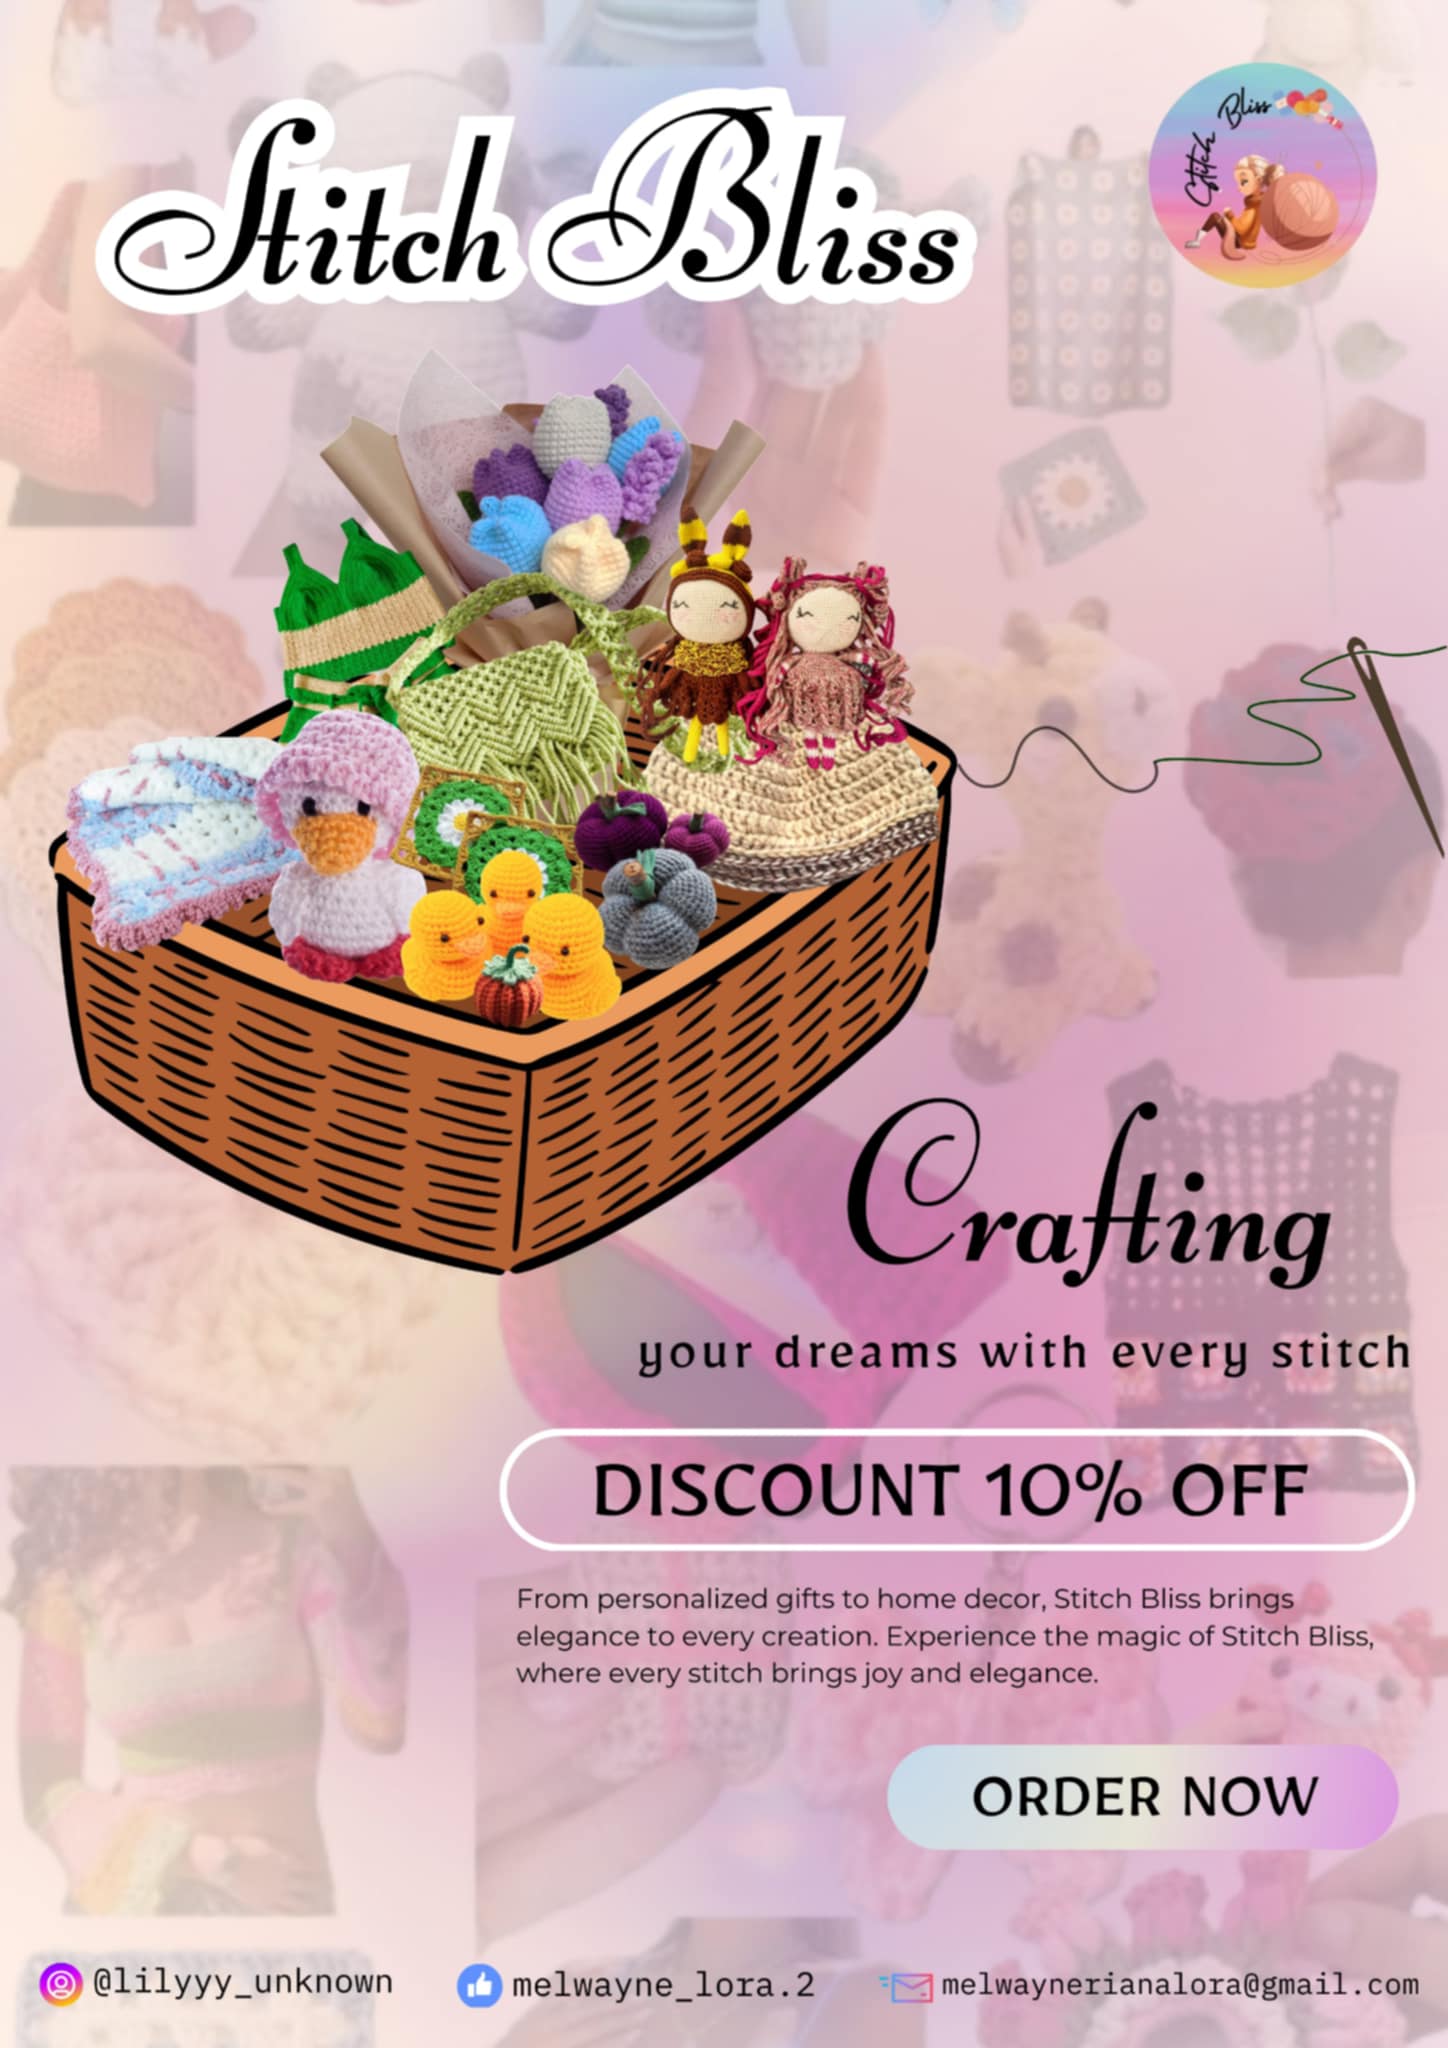 Stitch Bliss
Stitch Bliss
Crafting
your dreams with every stitch
DISCOUNT 10% OFF
From personalized gifts to home decor, Stitch Bliss brings
elegance to every creation. Experience the magic of Stitch Bliss,
where every stitch brings joy and elegance.
ORDER NOW
@lilyyy_unknown
melwayne_lora.2
melwaynerianalora@gmail.com